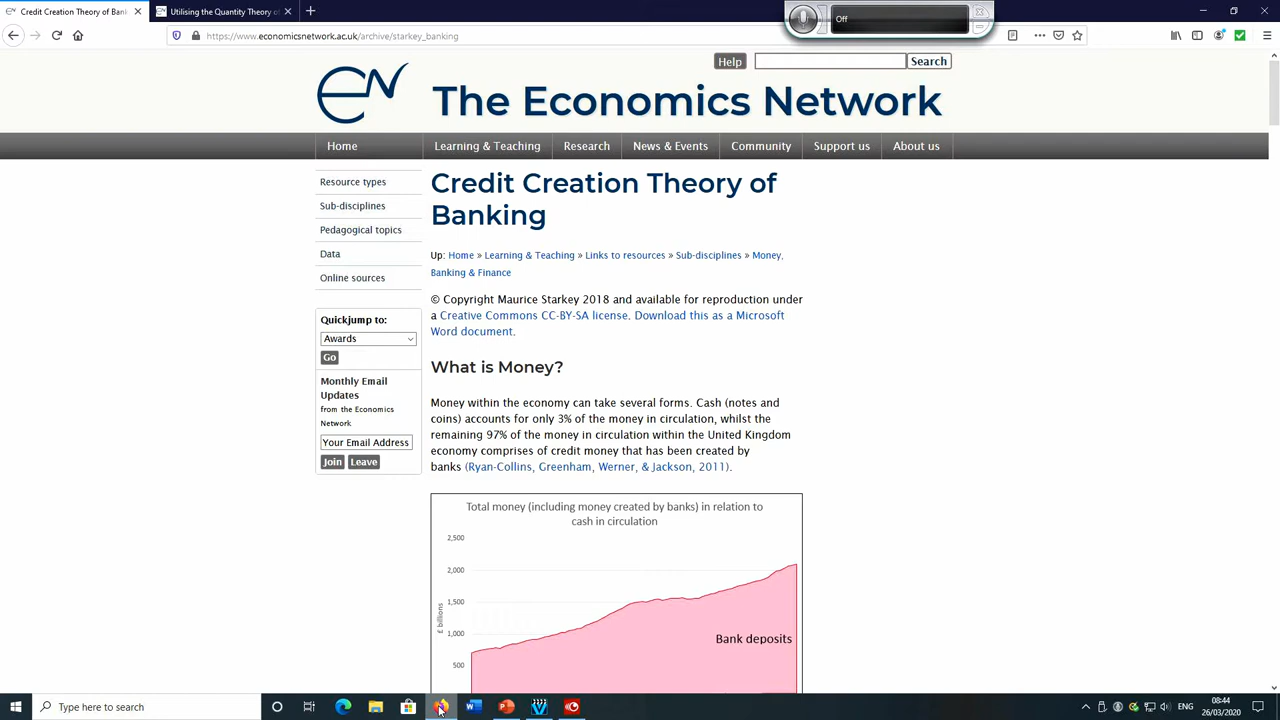 Credit Creation Theory of Ban
Utilising the Quantity Theory o
Off
https://www.economicsnetwork.ac.uk/archive/starkey_banking
Help
Search
eN
The Economics Network
Home
Learning & Teaching
Research
News & Events
Community
Support us
About us
Resource types
Sub-disciplines
Pedagogical topics
Data
Online sources
Quickjump to:
Awards
Go
Monthly Email
Updates
from the Economics
Network
Your Email Address
Join
Leave
Credit Creation Theory of
Banking
Up: Home » Learning & Teaching » Links to resources » Sub-disciplines » Money,
Banking & Finance
© Copyright Maurice Starkey 2018 and available for reproduction under
a Creative Commons CC-BY-SA license. Download this as a Microsoft
Word document.
What is Money?
Money within the economy can take several forms. Cash (notes and
coins) accounts for only 3% of the money in circulation, whilst the
remaining 97% of the money in circulation within the United Kingdom
economy comprises of credit money that has been created by
banks (Ryan-Collins, Greenham, Werner, & Jackson, 2011).
Total money (including money created by banks) in relation to
cash in circulation
2,500
2,000
1,500
1,000
500
£ billions
Bank deposits
Type here to search
ENG
08:44
26/03/2020